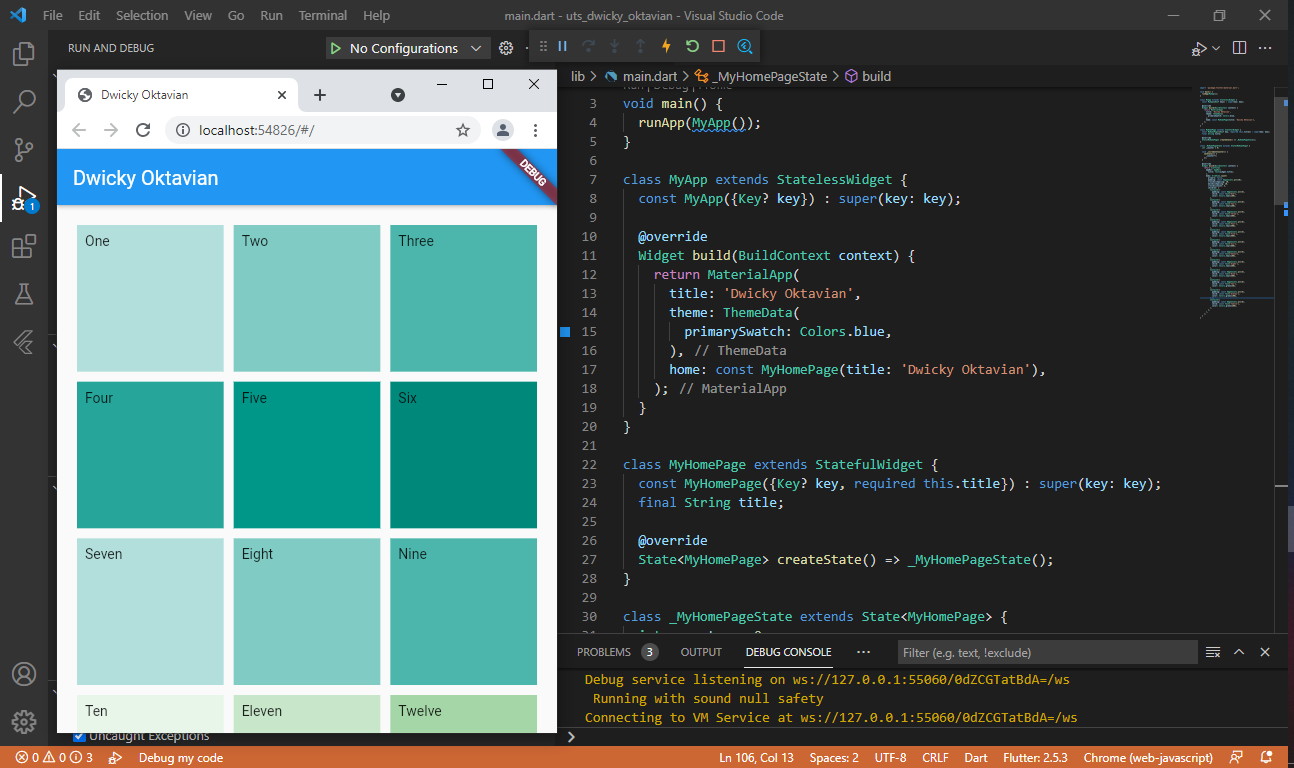 File Edit Selection View Go Run Terminal Help
main.dart - uts_dwicky_oktavian - Visual Studio Code
RUN AND DEBUG
No Configurations
Dwicky Oktavian
localhost:54826/#/
Dwicky Oktavian
DEBUG
One Two Three
Four Five Six
Seven Eight Nine
Ten Eleven Twelve
Uncaught Exceptions
1
lib > main.dart > _MyHomePageState > build
Run | Debug | Profile
3 void main() {
4 runApp(MyApp());
5 }
6
7 class MyApp extends StatelessWidget {
8 const MyApp({Key? key}) : super(key: key);
9
10 @override
11 Widget build(BuildContext context) {
12 return MaterialApp(
13 title: 'Dwicky Oktavian',
14 theme: ThemeData(
15 primarySwatch: Colors.blue,
16 ), // ThemeData
17 home: const MyHomePage(title: 'Dwicky Oktavian'),
18 ); // MaterialApp
19 }
20 }
21
22 class MyHomePage extends StatefulWidget {
23 const MyHomePage({Key? key, required this.title}) : super(key: key);
24 final String title;
25
26 @override
27 State<MyHomePage> createState() => _MyHomePageState();
28 }
29
30 class _MyHomePageState extends State<MyHomePage> {
PROBLEMS 3 OUTPUT DEBUG CONSOLE ··· Filter (e.g. text, !exclude)
Debug service listening on ws://127.0.0.1:55060/0dZCGTatBdA=/ws
Running with sound null safety
Connecting to VM Service at ws://127.0.0.1:55060/0dZCGTatBdA=/ws
0 0 3 Debug my code
Ln 106, Col 13 Spaces: 2 UTF-8 CRLF Dart Flutter: 2.5.3 Chrome (web-javascript)